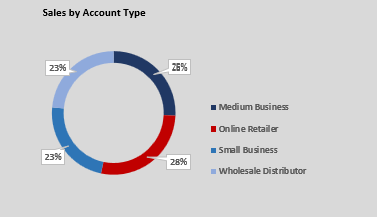 Sales by Account Type
23%
23%
28%
Medium Business
Online Retailer
Small Business
Wholesale Distributor